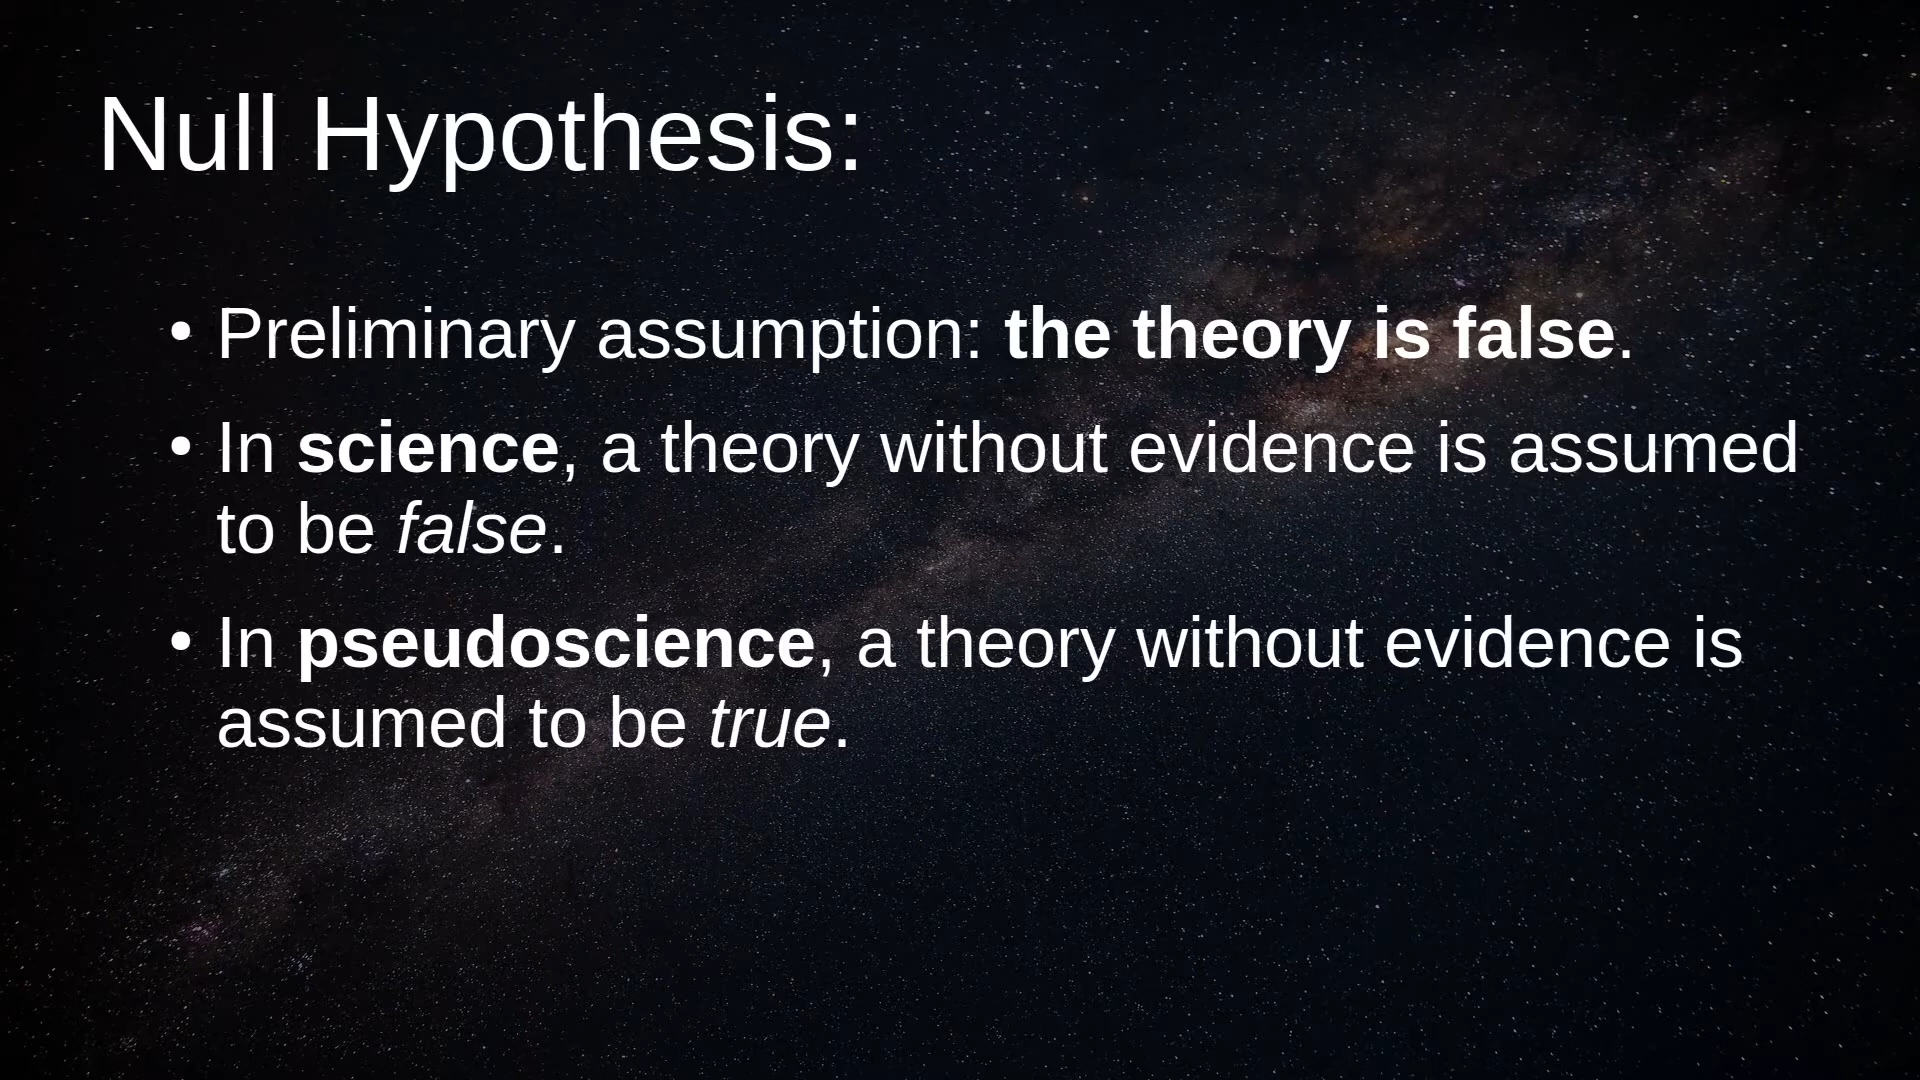 Null Hypothesis:
• Preliminary assumption: the theory is false.
• In science, a theory without evidence is assumed
to be false.
• In pseudoscience, a theory without evidence is
assumed to be true.